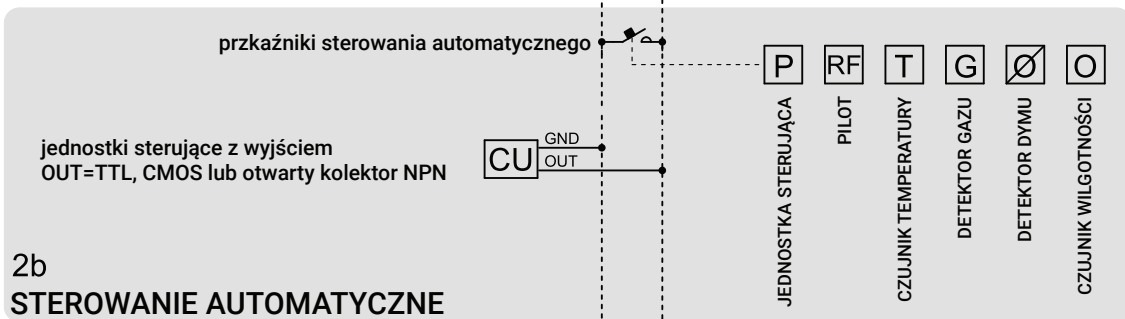 przkaźniki sterowania automatycznego
P RF T G Ø O
JEDNOSTKA STERUJĄCA
PILOT
CZUJNIK TEMPERATURY
DETEKTOR GAZU
DETEKTOR DYMU
CZUJNIK WILGOTNOŚCI
jednostki sterujące z wyjściem
OUT=TTL, CMOS lub otwarty kolektor NPN
CU
GND
OUT
2b
STEROWANIE AUTOMATYCZNE